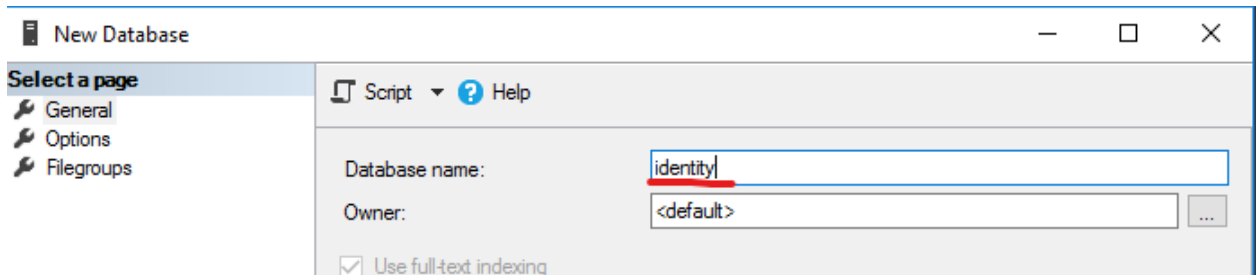 New Database
Select a page
General
Options
Filegroups
Script Help
Database name: identity
Owner: <default> ...
Use full-text indexing